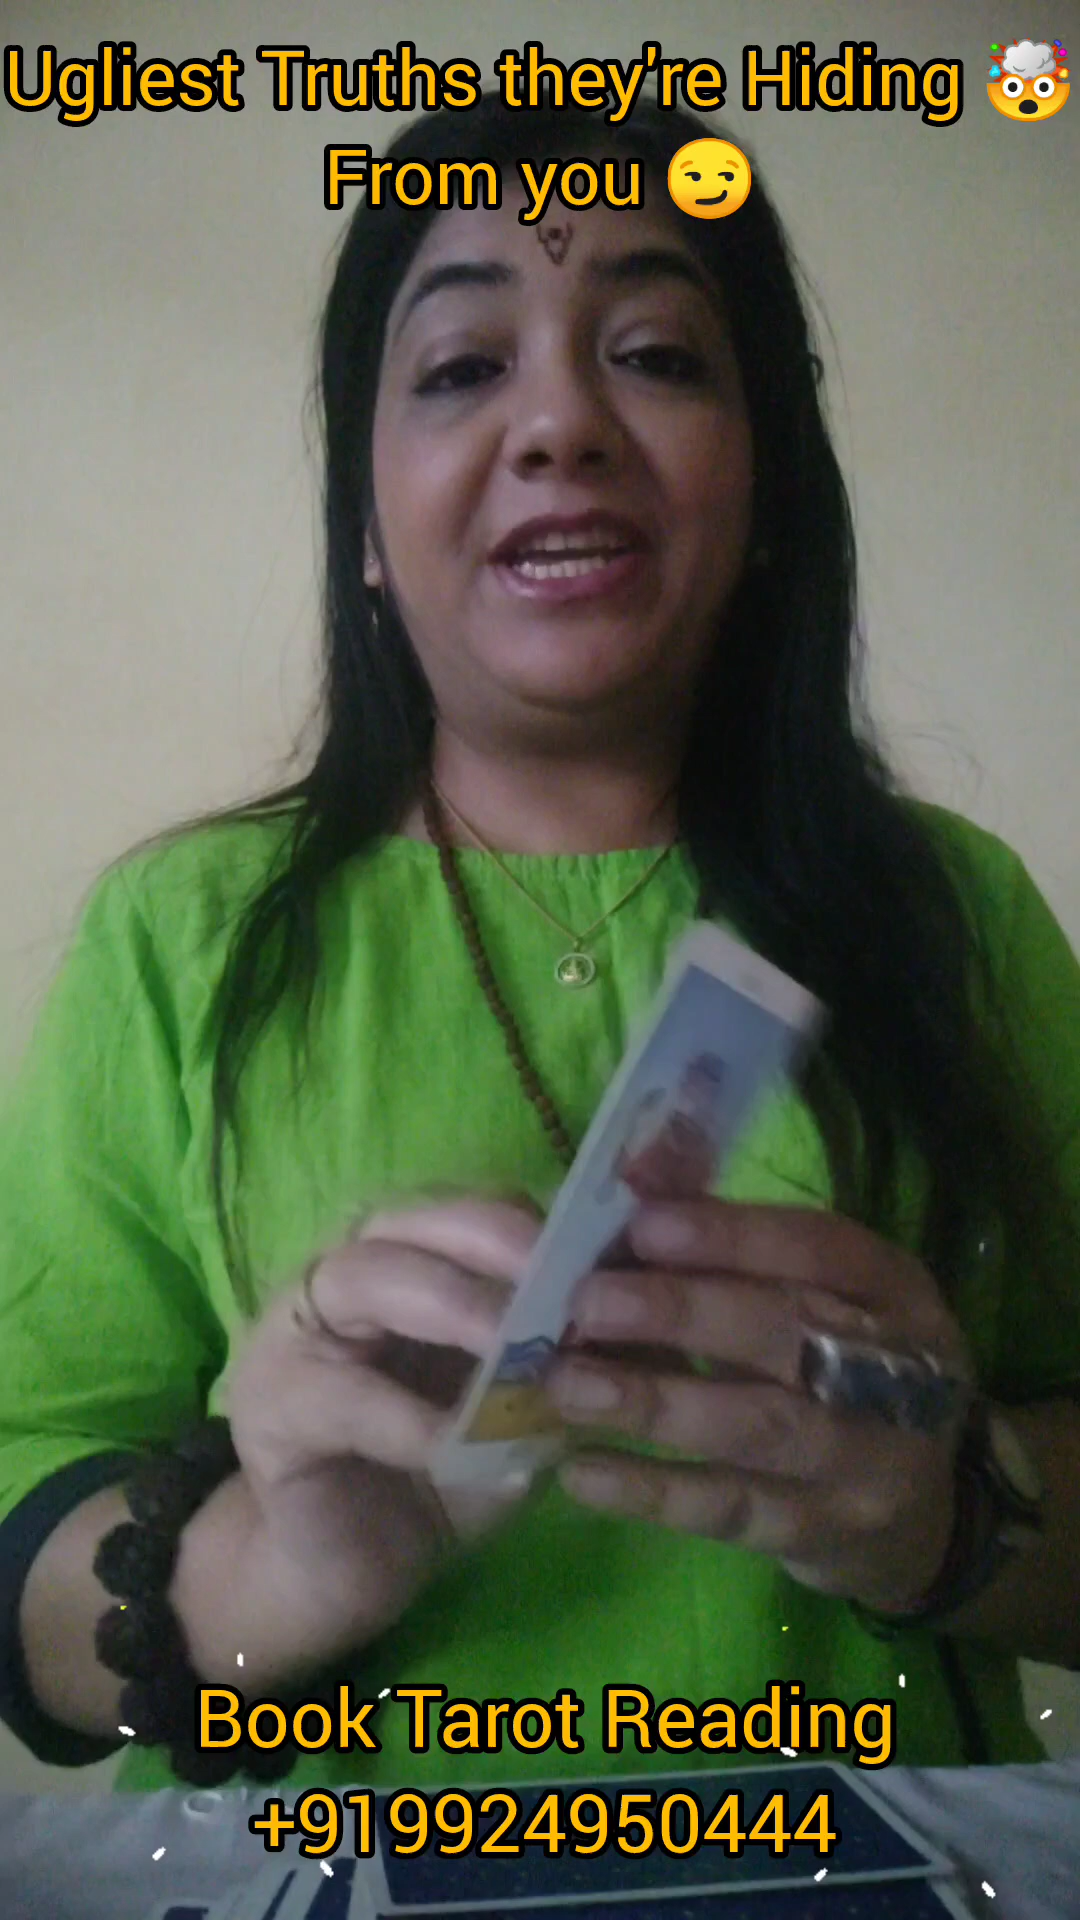 Ugliest Truths they're Hiding 🤯
From you 😏
Book Tarot Reading
+919924950444